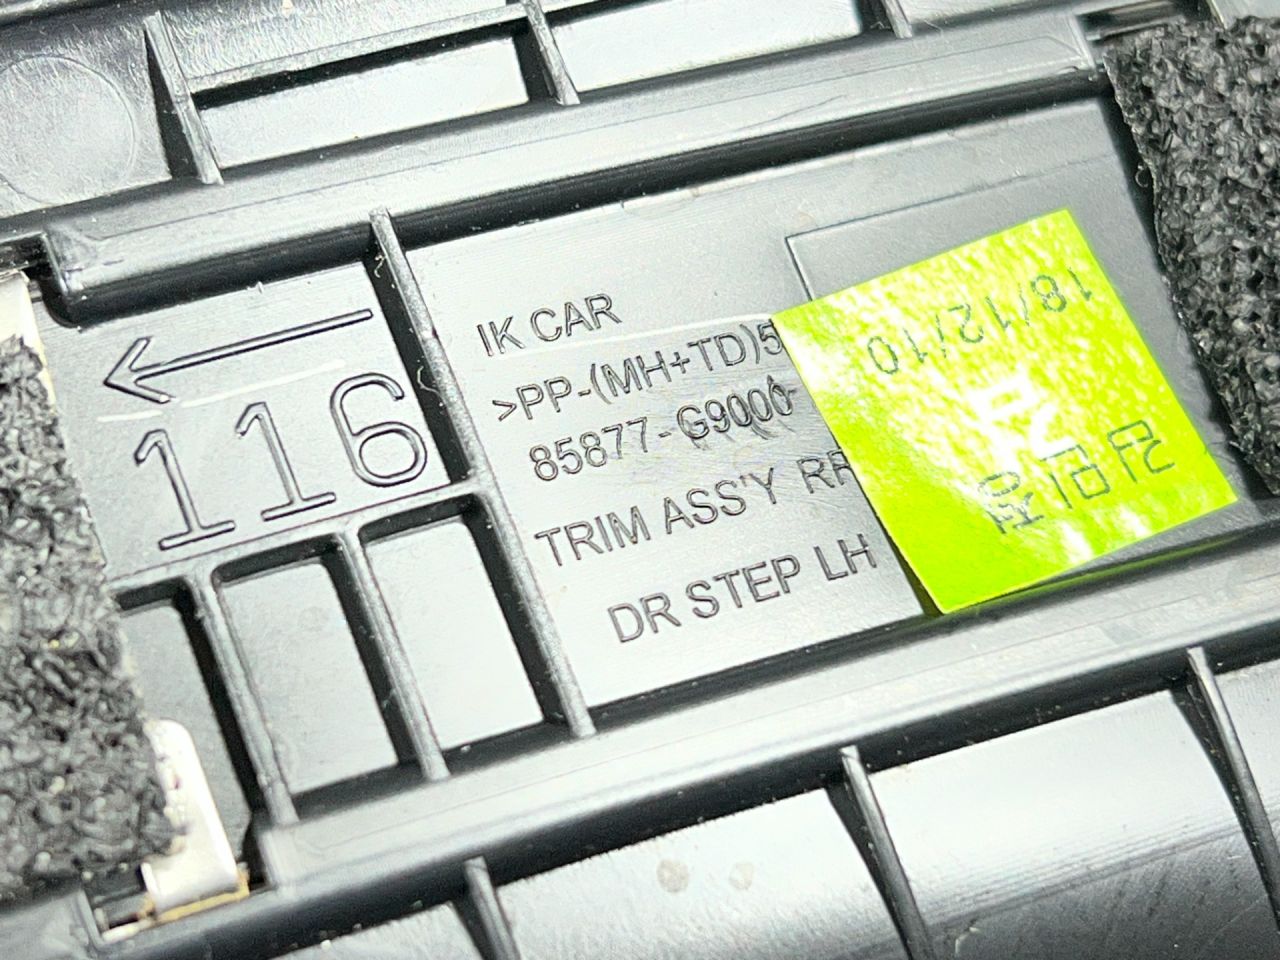 116
IK CAR
>PP-(MH+TD)5
85877-G9000
TRIM ASS'Y RR
DR STEP LH
18/12/10